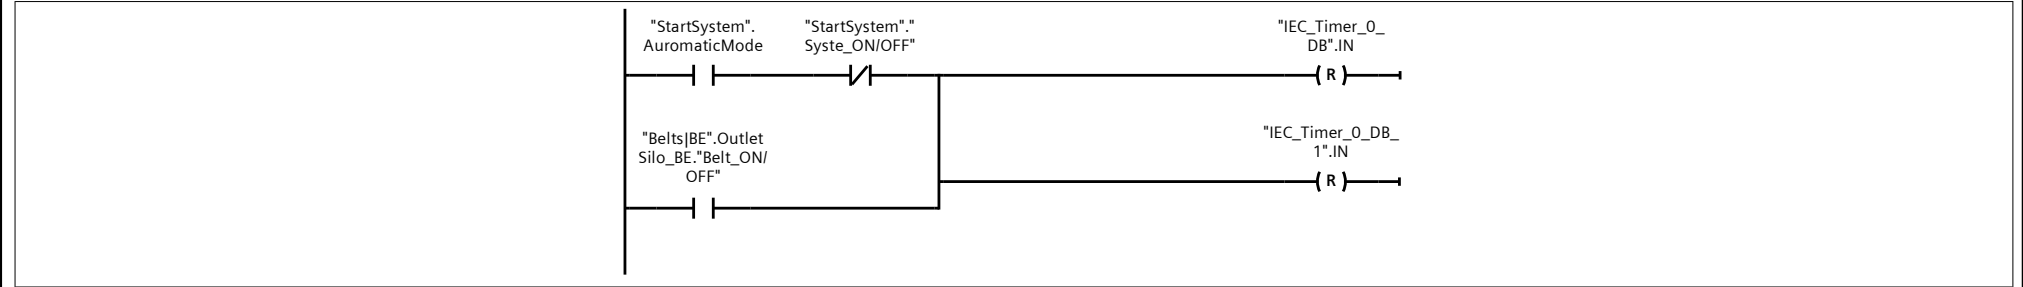 "StartSystem".
AuromaticMode
"StartSystem"."
Syste_ON/OFF"
"IEC_Timer_0_
DB".IN
R
"Belts|BE".Outlet
Silo_BE."Belt_ON/
OFF"
"IEC_Timer_0_DB_
1".IN
R